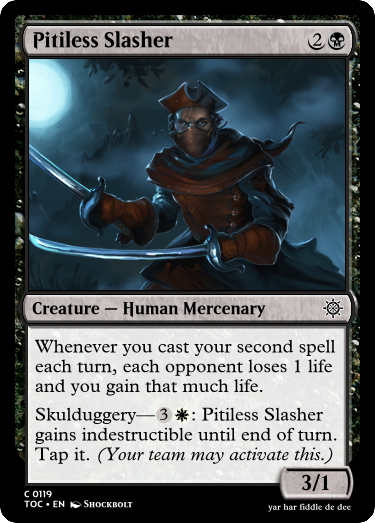 Pitiless Slasher 2
Creature — Human Mercenary
Whenever you cast your second spell
each turn, each opponent loses 1 life
and you gain that much life.
Skulduggery—3 : Pitiless Slasher
gains indestructible until end of turn.
Tap it. (Your team may activate this.)
3/1
C 0119
TOC • EN Shockbolt
yar har fiddle de dee